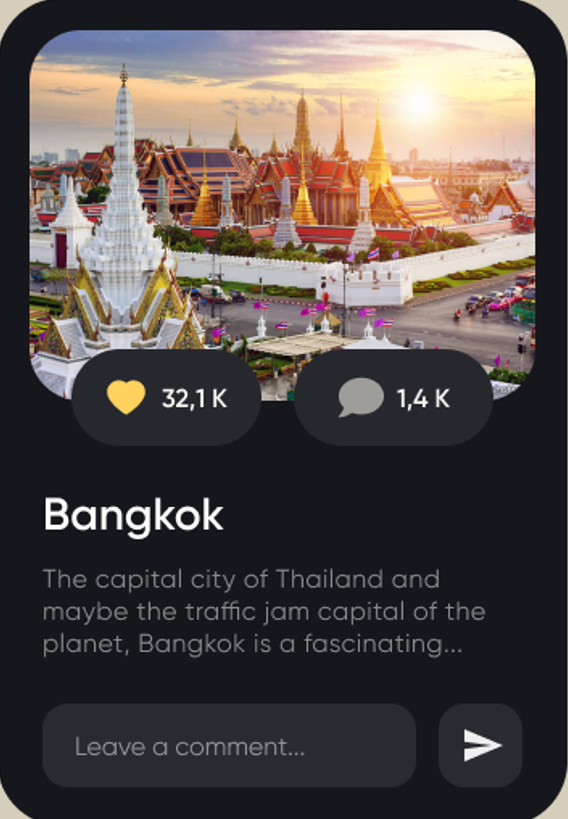 32,1 K
1,4 K
Bangkok
The capital city of Thailand and
maybe the traffic jam capital of the
planet, Bangkok is a fascinating...
Leave a comment...